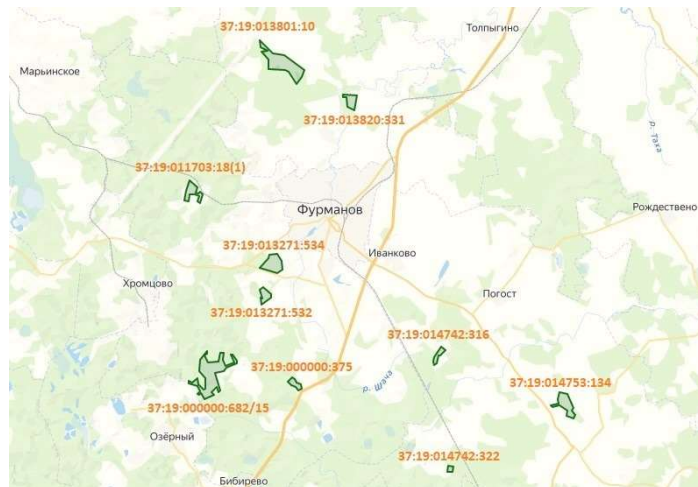 37:19:013801:10
Толпыгино
Марьинское
37:19:013820:331
р. Таха
37:19:011703:18(1)
Фурманов
Рождествено
37:19:013271:534
Иванково
Хромцово
Погост
37:19:013271:532
37:19:014742:316
37:19:000000:375
р. Шача
37:19:014753:134
37:19:000000:682/15
Озёрный
37:19:014742:322
Бибирево